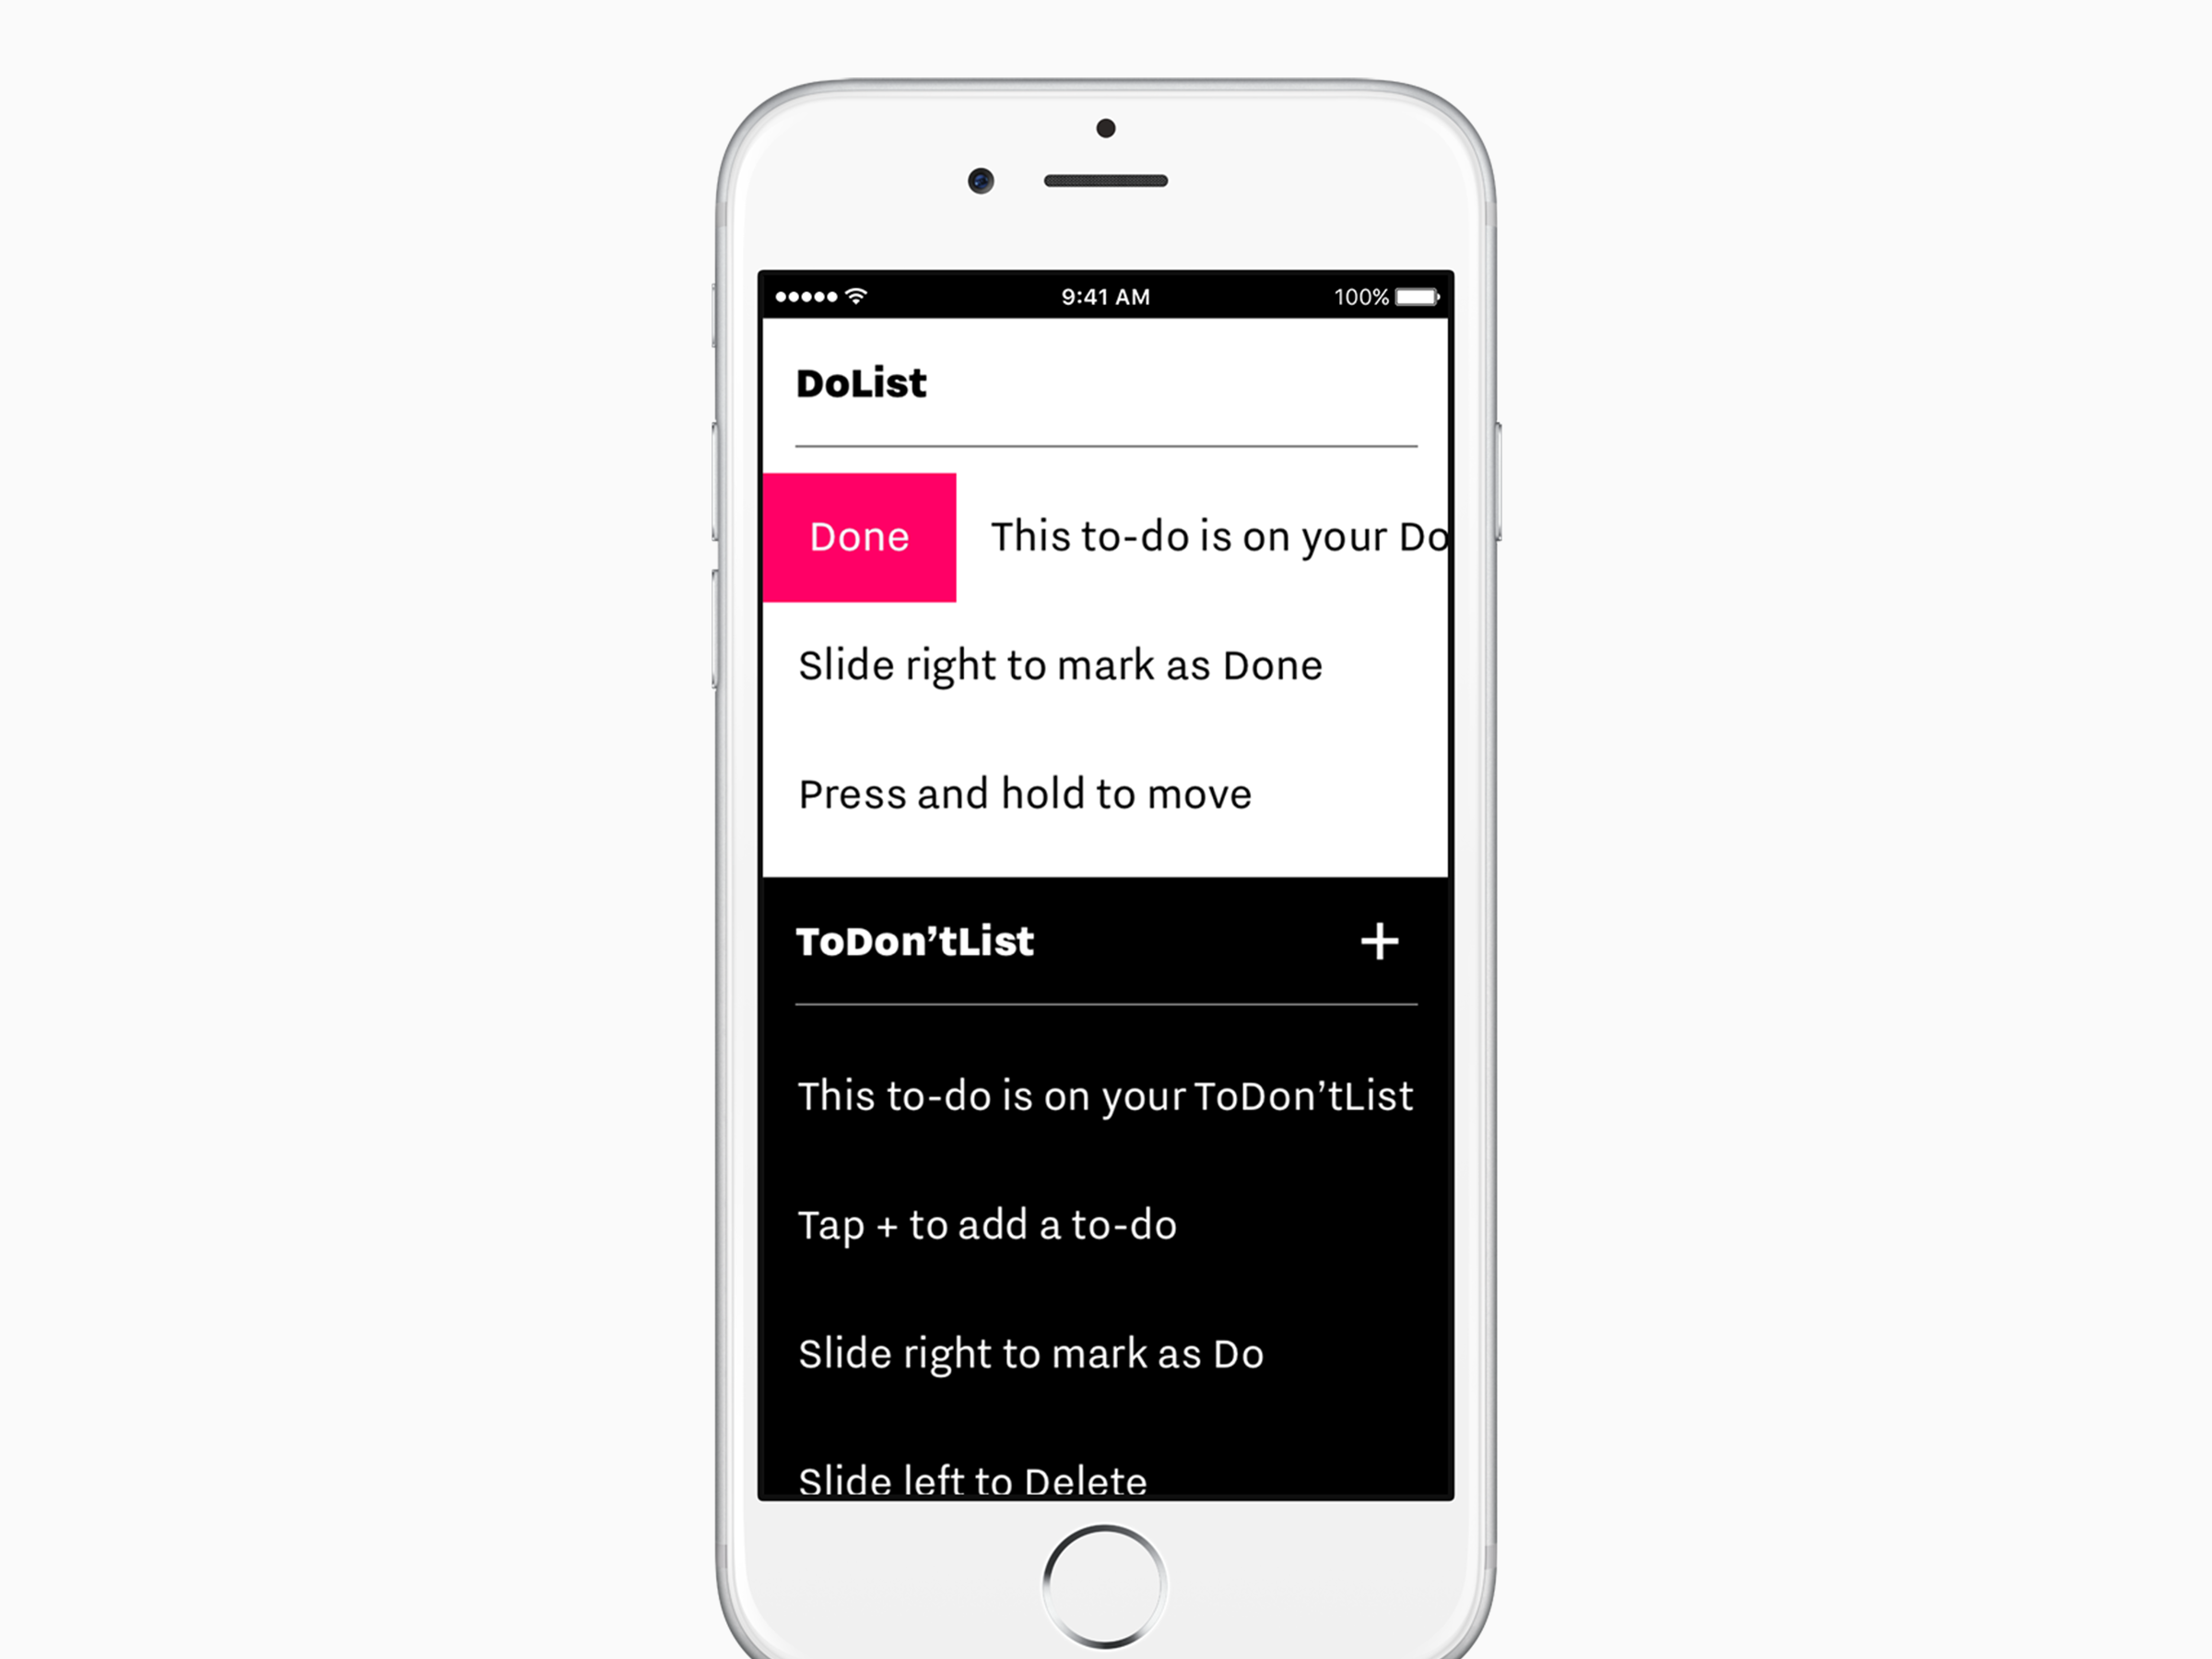 9:41 AM 100%
DoList
Done This to-do is on your Do
Slide right to mark as Done
Press and hold to move
ToDon’tList +
This to-do is on your ToDon’tList
Tap + to add a to-do
Slide right to mark as Do
Slide left to Delete